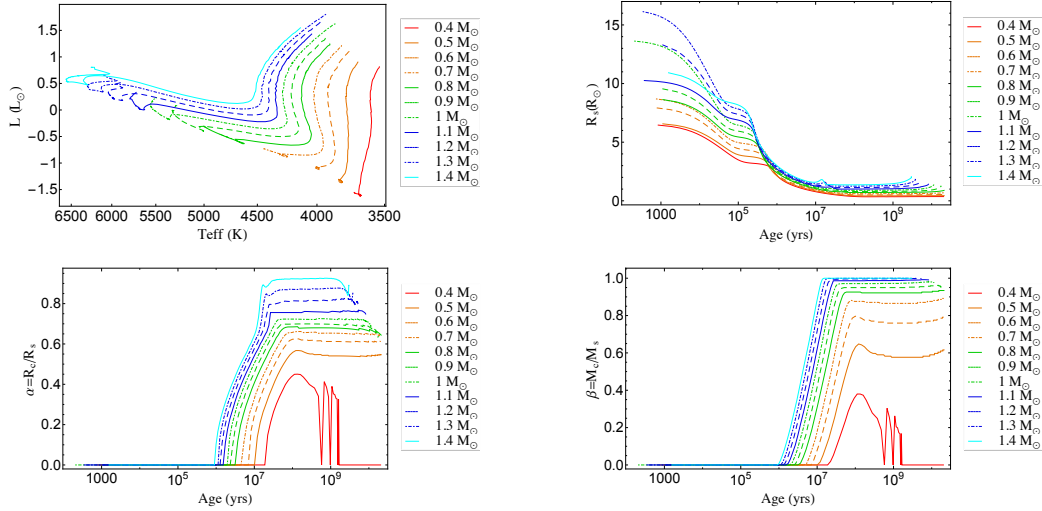 L (L⊙)
1.5
1.0
0.5
0.0
−0.5
−1.0
−1.5
6500 6000 5500 5000 4500 4000 3500
Teff (K)
0.4 M⊙
0.5 M⊙
0.6 M⊙
0.7 M⊙
0.8 M⊙
0.9 M⊙
1 M⊙
1.1 M⊙
1.2 M⊙
1.3 M⊙
1.4 M⊙
Rs(R⊙)
15
10
5
0
1000 10⁵ 10⁷ 10⁹
Age (yrs)
0.4 M⊙
0.5 M⊙
0.6 M⊙
0.7 M⊙
0.8 M⊙
0.9 M⊙
1 M⊙
1.1 M⊙
1.2 M⊙
1.3 M⊙
1.4 M⊙
α=Rc/Rs
0.8
0.6
0.4
0.2
0.0
1000 10⁵ 10⁷ 10⁹
Age (yrs)
0.4 M⊙
0.5 M⊙
0.6 M⊙
0.7 M⊙
0.8 M⊙
0.9 M⊙
1 M⊙
1.1 M⊙
1.2 M⊙
1.3 M⊙
1.4 M⊙
β=Mc/Ms
1.0
0.8
0.6
0.4
0.2
0.0
1000 10⁵ 10⁷ 10⁹
Age (yrs)
0.4 M⊙
0.5 M⊙
0.6 M⊙
0.7 M⊙
0.8 M⊙
0.9 M⊙
1 M⊙
1.1 M⊙
1.2 M⊙
1.3 M⊙
1.4 M⊙